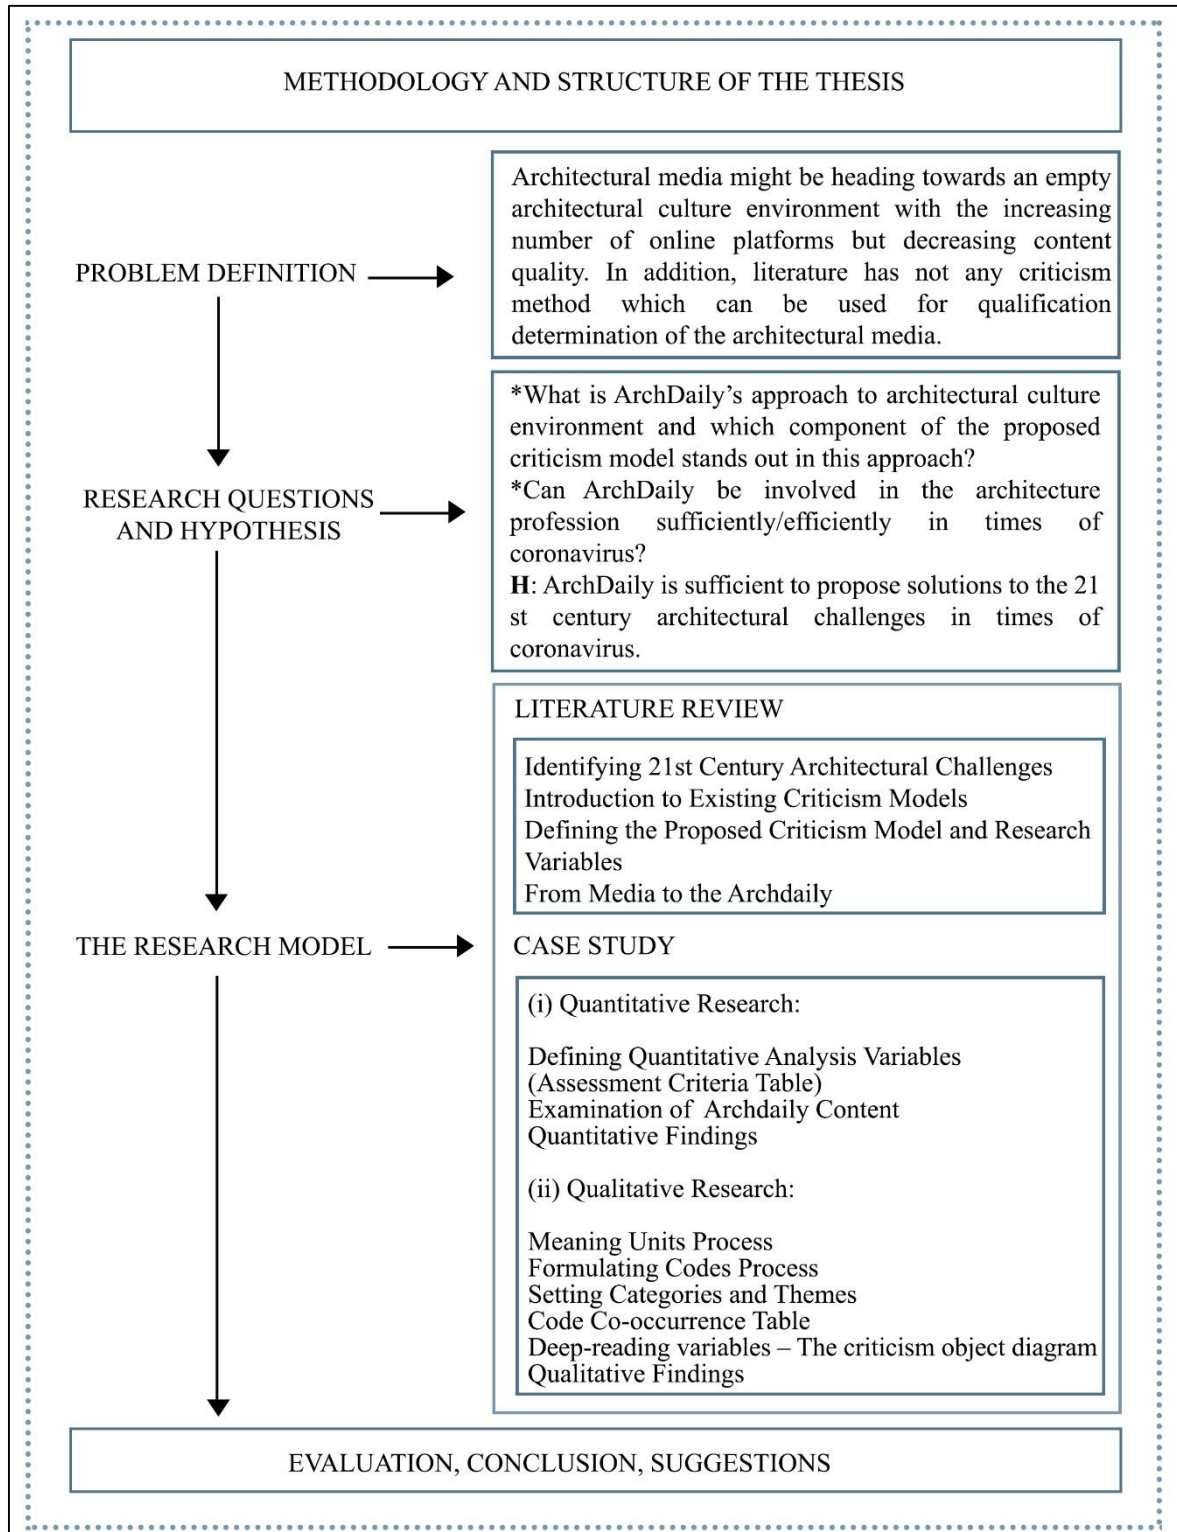 METHODOLOGY AND STRUCTURE OF THE THESIS
PROBLEM DEFINITION
Architectural media might be heading towards an empty
architectural culture environment with the increasing
number of online platforms but decreasing content
quality. In addition, literature has not any criticism
method which can be used for qualification
determination of the architectural media.
RESEARCH QUESTIONS
AND HYPOTHESIS
*What is ArchDaily’s approach to architectural culture
environment and which component of the proposed
criticism model stands out in this approach?
*Can ArchDaily be involved in the architecture
profession sufficiently/efficiently in times of
coronavirus?
H: ArchDaily is sufficient to propose solutions to the 21
st century architectural challenges in times of
coronavirus.
THE RESEARCH MODEL
LITERATURE REVIEW
Identifying 21st Century Architectural Challenges
Introduction to Existing Criticism Models
Defining the Proposed Criticism Model and Research
Variables
From Media to the Archdaily
CASE STUDY
(i) Quantitative Research:
Defining Quantitative Analysis Variables
(Assessment Criteria Table)
Examination of Archdaily Content
Quantitative Findings
(ii) Qualitative Research:
Meaning Units Process
Formulating Codes Process
Setting Categories and Themes
Code Co-occurrence Table
Deep-reading variables – The criticism object diagram
Qualitative Findings
EVALUATION, CONCLUSION, SUGGESTIONS